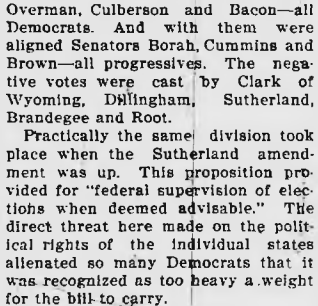 Overman, Culberson and Bacon—all
Democrats. And with them were
aligned Senators Borah, Cummins and
Brown—all progressives. The nega-
tive votes were cast by Clark of
Wyoming, Dillingham, Sutherland,
Brandegee and Root.
Practically the same division took
place when the Sutherland amend-
ment was up. This proposition pro-
vided for "federal supervision of elec-
tions when deemed advisable." The
direct threat here made on the polit-
ical rights of the individual states
alienated so many Democrats that it
was recognized as too heavy a weight
for the bill to carry.